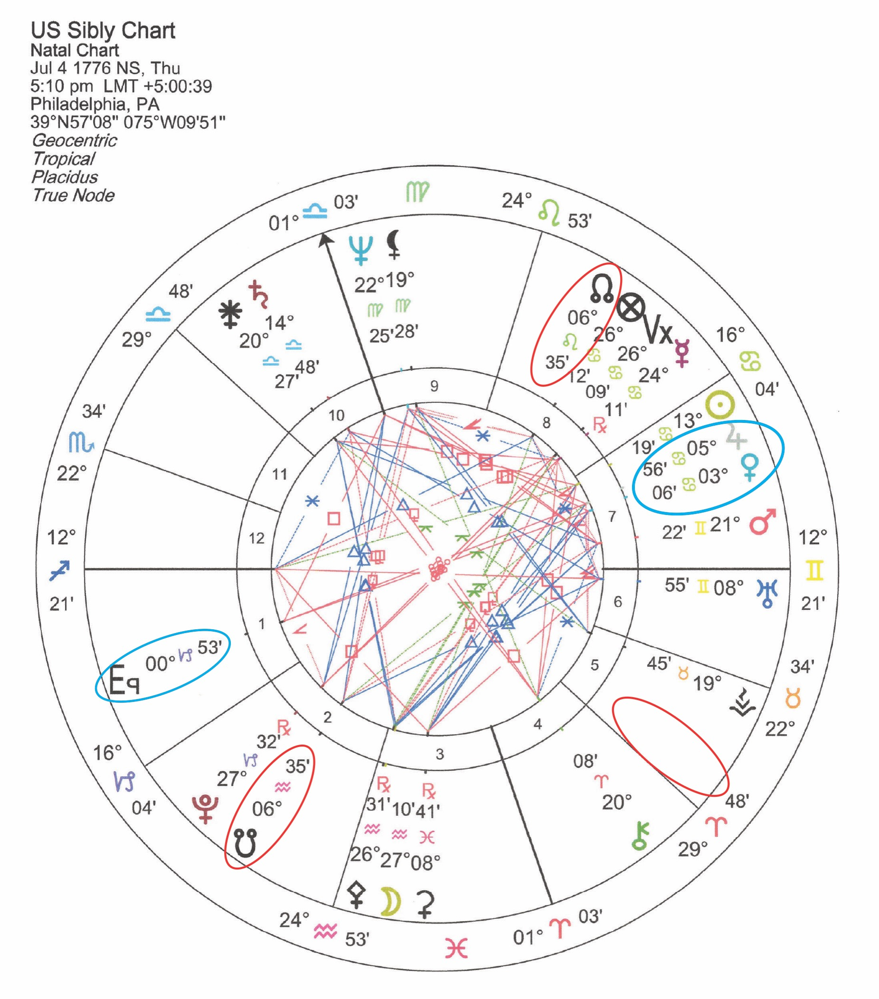 US Sibly Chart
Natal Chart
Jul 4 1776 NS, Thu
5:10 pm LMT +5:00:39
Philadelphia, PA
39°N57'08" 075°W09'51"
Geocentric
Tropical
Placidus
True Node
01° ♎ 03'
♍
24° ♌ 53'
16° ♋ 04'
12° ♊ 21'
34' ♉ 22°
48' ♈ 29°
01° ♈ 03'
♓
24° ♒ 53'
16° ♑ 04'
12° ♐ 21'
34' ♏ 22°
48' ♎ 29°
♆ 22° ♍ 25'
⚸ 19° ♍ 28'
☊ 06° ♌ 35'
⊗ 26° ♋ 12'
Vx 26° ♋ 09'
☿ 24° ♋ 11' ℞
☉ 13° ♋ 19'
♃ 05° ♋ 56'
♀ 03° ♋ 06'
♂ 21° ♊ 22'
♅ 08° ♊ 55'
45' ♉ 19° ⚶
08' ♈ 20° ⚷
℞ 41' ♓ 08° ⚳
10' ♒ 27° ☽
℞ 31' ♒ 26° ⚴
35' ♒ 06° ☋
℞ 32' ♑ 27° ♇
Eq 00° ♑ 53'
♄ 14° ♎ 48'
⚵ 20° ♎ 27'
1
2
3
4
5
6
7
8
9
10
11
12